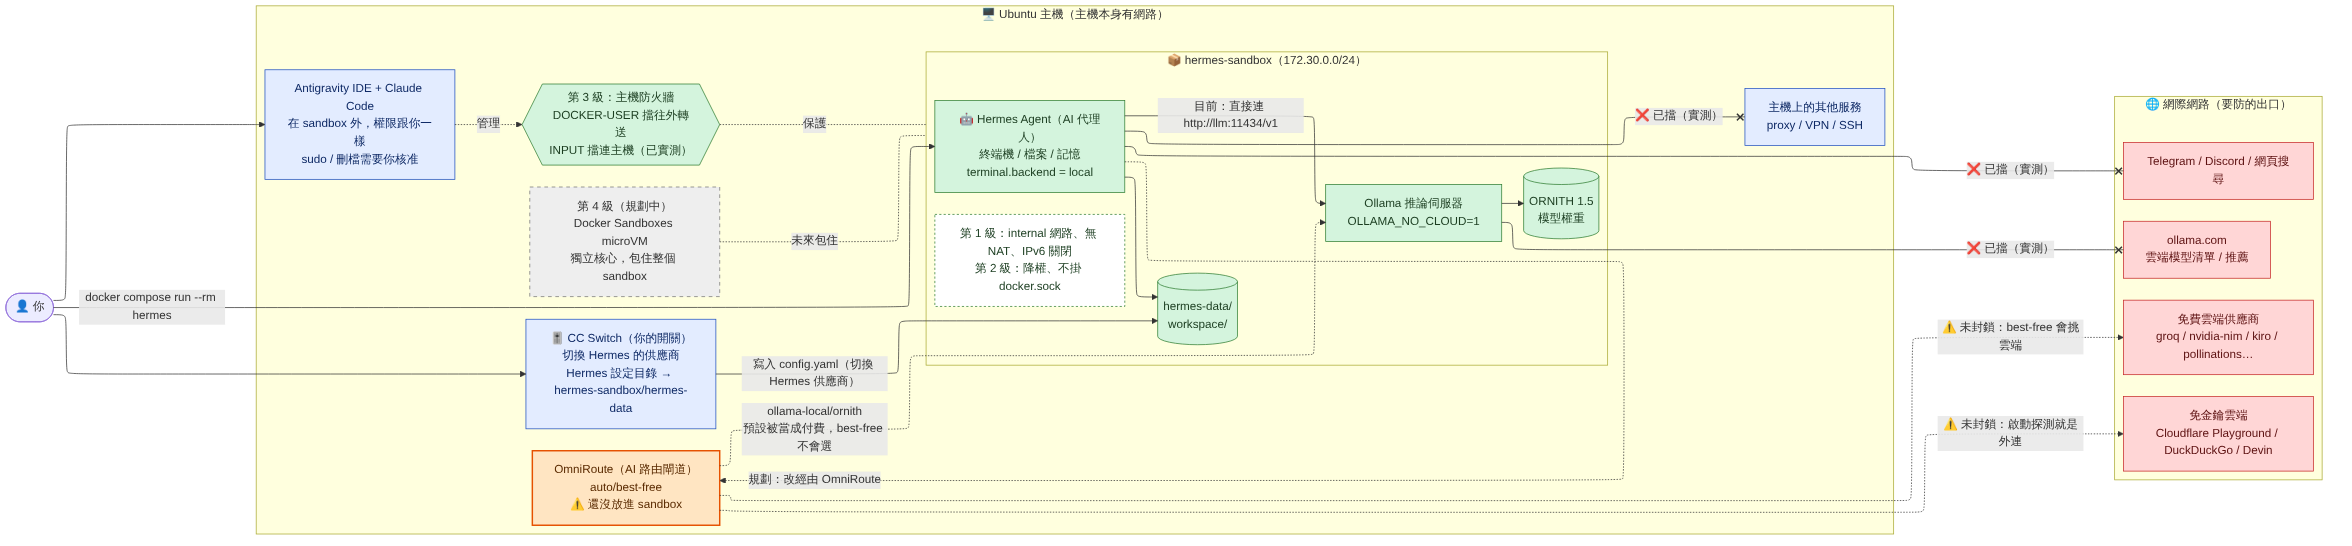 🖥️ Ubuntu 主機（主機本身有網路）
📦 hermes-sandbox（172.30.0.0/24）
🌐 網際網路（要防的出口）
👤 你
Antigravity IDE + Claude
Code
在 sandbox 外，權限跟你一
樣
sudo / 刪檔需要你核准
管理
第 3 級：主機防火牆
DOCKER-USER 擋往外轉
送
INPUT 擋連主機（已實測）
保護
第 4 級（規劃中）
Docker Sandboxes
microVM
獨立核心，包住整個
sandbox
未來包住
docker compose run --rm
hermes
🎚️ CC Switch（你的開關）
切換 Hermes 的供應商
Hermes 設定目錄 →
hermes-sandbox/hermes-
data
寫入 config.yaml（切換
Hermes 供應商）
OmniRoute（AI 路由閘道）
auto/best-free
⚠️ 還沒放進 sandbox
ollama-local/ornith
預設被當成付費，best-free
不會選
規劃：改經由 OmniRoute
🤖 Hermes Agent（AI 代理
人）
終端機 / 檔案 / 記憶
terminal.backend = local
第 1 級：internal 網路、無
NAT、IPv6 關閉
第 2 級：降權、不掛
docker.sock
目前：直接連
http://llm:11434/v1
hermes-data/
workspace/
Ollama 推論伺服器
OLLAMA_NO_CLOUD=1
ORNITH 1.5
模型權重
❌ 已擋（實測）
主機上的其他服務
proxy / VPN / SSH
❌ 已擋（實測）
Telegram / Discord / 網頁搜
尋
❌ 已擋（實測）
ollama.com
雲端模型清單 / 推薦
⚠️ 未封鎖：best-free 會挑
雲端
免費雲端供應商
groq / nvidia-nim / kiro /
pollinations…
⚠️ 未封鎖：啟動探測就是
外連
免金鑰雲端
Cloudflare Playground /
DuckDuckGo / Devin